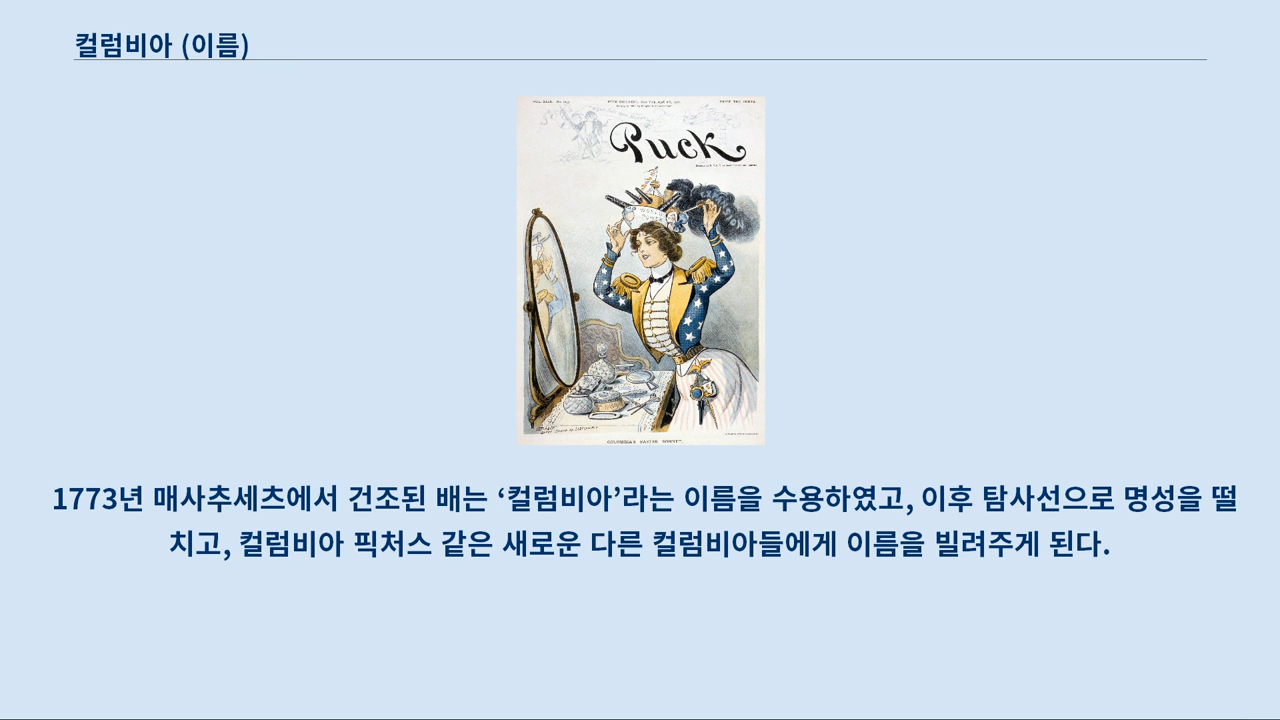 컬럼비아 (이름)
Puck
COLUMBIA'S EASTER BONNET.
1773년 매사추세츠에서 건조된 배는 ‘컬럼비아’라는 이름을 수용하였고, 이후 탐사선으로 명성을 떨
치고, 컬럼비아 픽처스 같은 새로운 다른 컬럼비아들에게 이름을 빌려주게 된다.